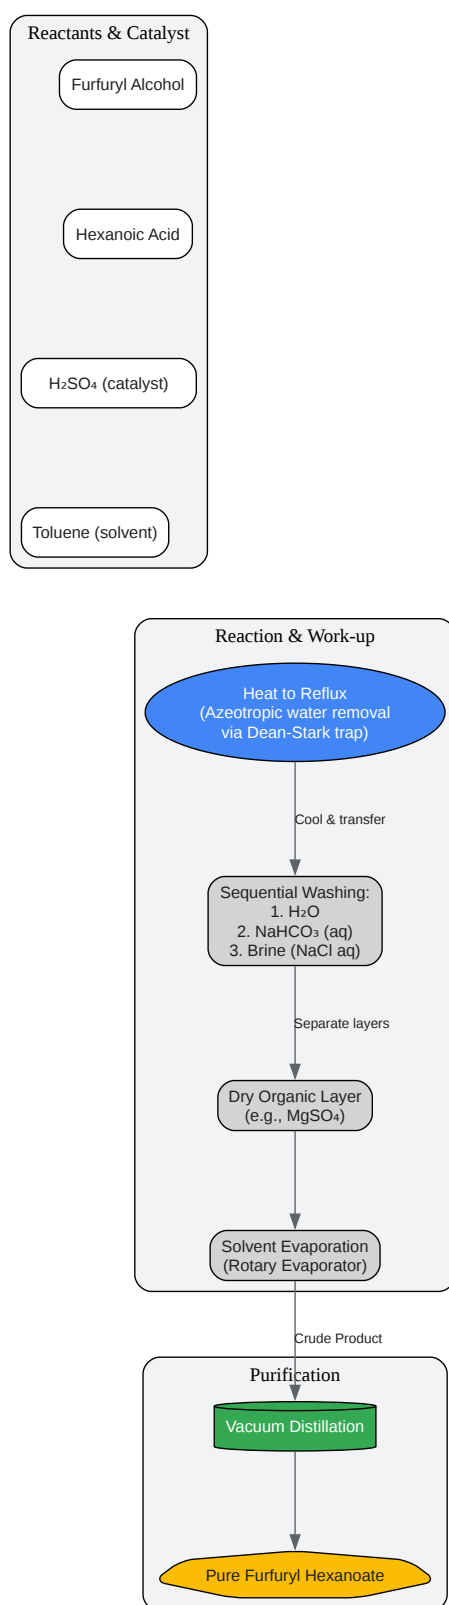 Reactants & Catalyst
Furfuryl Alcohol
Hexanoic Acid
H₂SO₄ (catalyst)
Toluene (solvent)
Reaction & Work-up
Heat to Reflux
(Azeotropic water removal
via Dean-Stark trap)
Cool & transfer
Sequential Washing:
1. H₂O
2. NaHCO₃ (aq)
3. Brine (NaCl aq)
Separate layers
Dry Organic Layer
(e.g., MgSO₄)
Solvent Evaporation
(Rotary Evaporator)
Crude Product
Purification
Vacuum Distillation
Pure Furfuryl Hexanoate